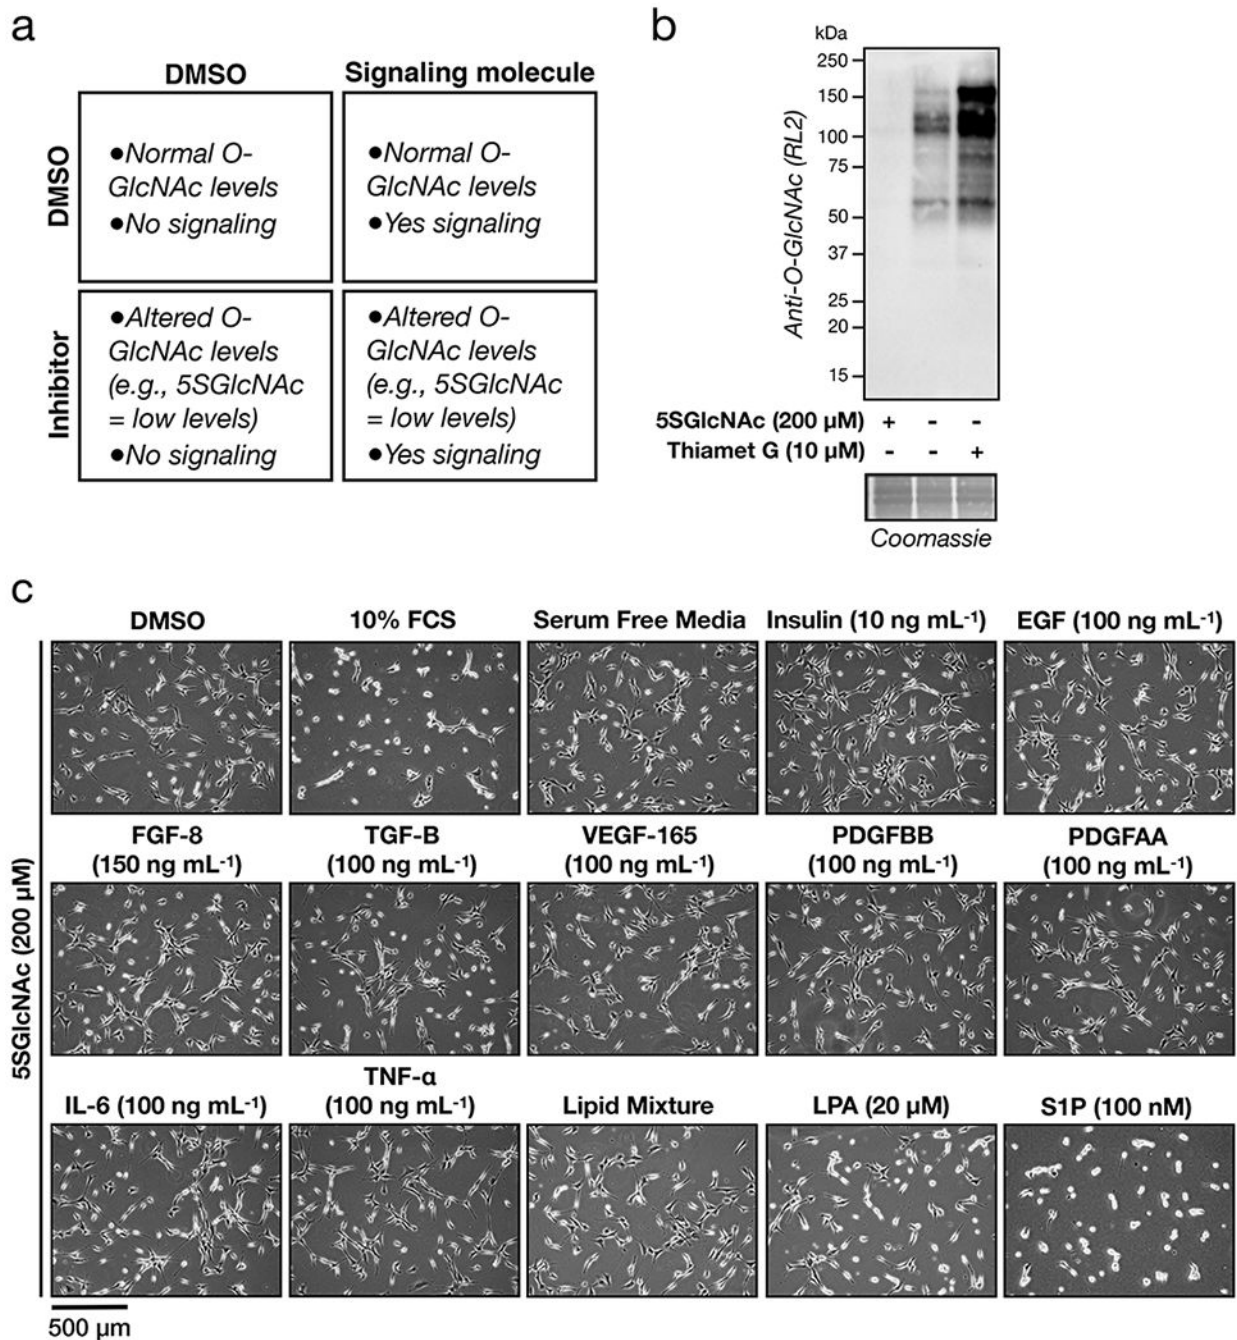 a
DMSO
Signaling molecule
DMSO
●Normal O-
GlcNAc levels
●No signaling
●Normal O-
GlcNAc levels
●Yes signaling
Inhibitor
●Altered O-
GlcNAc levels
(e.g., 5SGlcNAc
= low levels)
●No signaling
●Altered O-
GlcNAc levels
(e.g., 5SGlcNAc
= low levels)
●Yes signaling
b
kDa
250
150
100
75
50
37
25
20
15
Anti-O-GlcNAc (RL2)
5SGlcNAc (200 µM) + - -
Thiamet G (10 µM) - - +
Coomassie
c
5SGlcNAc (200 µM)
DMSO
10% FCS
Serum Free Media
Insulin (10 ng mL-1)
EGF (100 ng mL-1)
FGF-8
(150 ng mL-1)
TGF-B
(100 ng mL-1)
VEGF-165
(100 ng mL-1)
PDGFBB
(100 ng mL-1)
PDGFAA
(100 ng mL-1)
IL-6 (100 ng mL-1)
TNF-α
(100 ng mL-1)
Lipid Mixture
LPA (20 µM)
S1P (100 nM)
500 µm